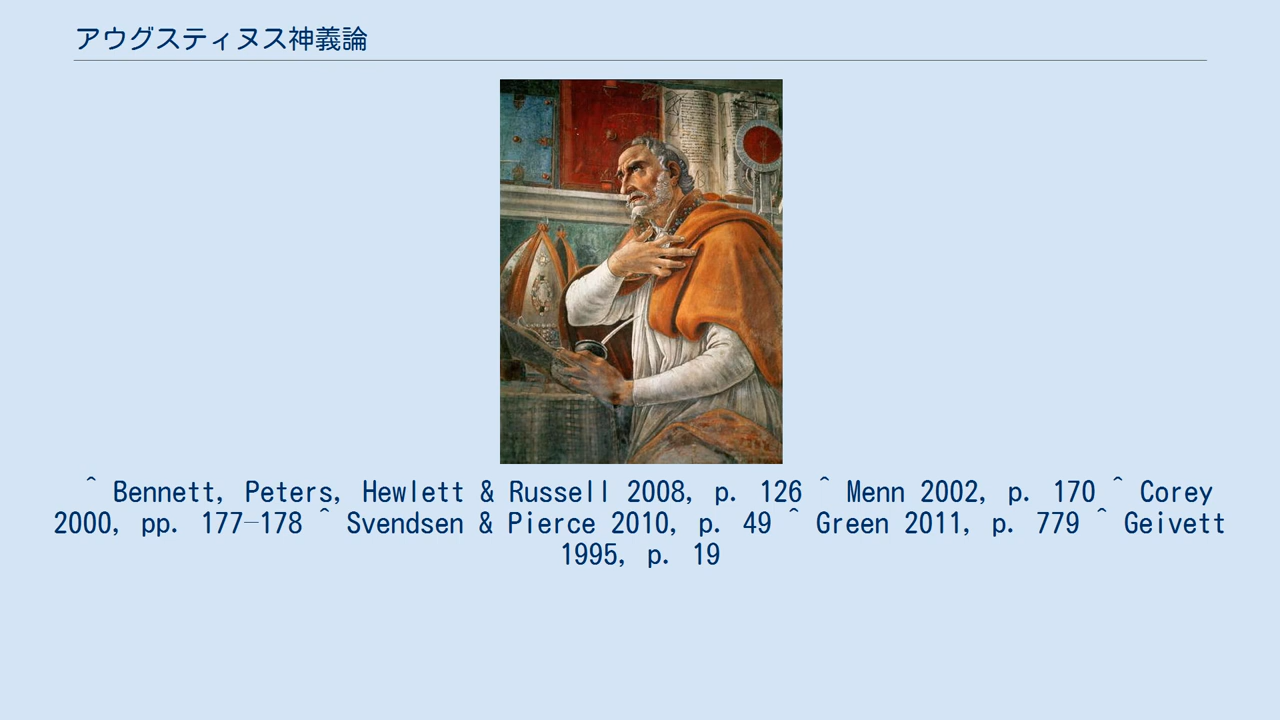 アウグスティヌス神義論
^ Bennett, Peters, Hewlett & Russell 2008, p. 126 ^ Menn 2002, p. 170 ^ Corey
2000, pp. 177–178 ^ Svendsen & Pierce 2010, p. 49 ^ Green 2011, p. 779 ^ Geivett
1995, p. 19